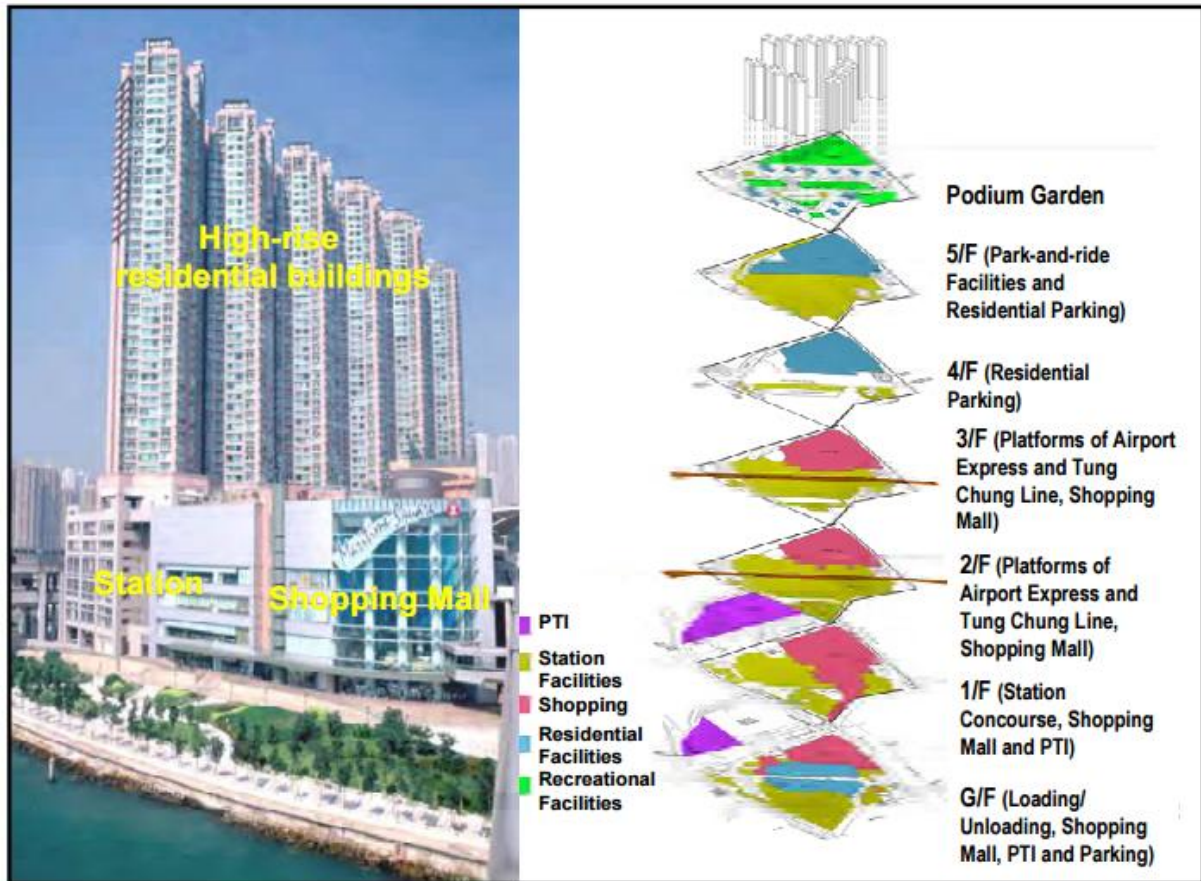 High-rise
residential buildings
Station
Shopping Mall
PTI
Station
Facilities
Shopping
Residential
Facilities
Recreational
Facilities
Podium Garden
5/F (Park-and-ride
Facilities and
Residential Parking)
4/F (Residential
Parking)
3/F (Platforms of Airport
Express and Tung
Chung Line, Shopping
Mall)
2/F (Platforms of
Airport Express and
Tung Chung Line,
Shopping Mall)
1/F (Station
Concourse, Shopping
Mall and PTI)
G/F (Loading/
Unloading, Shopping
Mall, PTI and Parking)